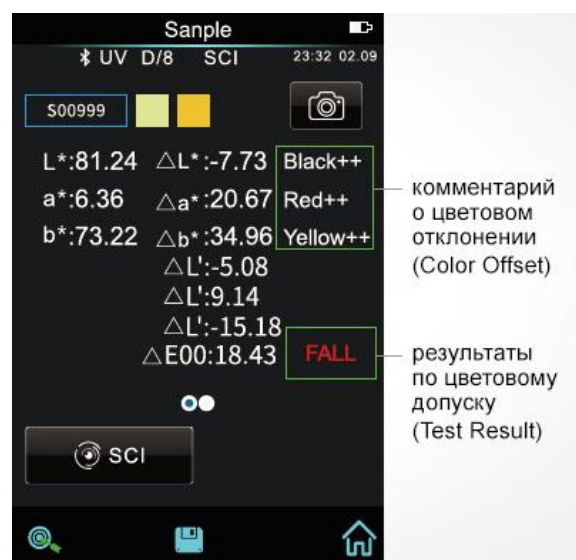 Sanple
UV D/8 SCI 23:32 02.09
S00999
L*:81.24 △L*:-7.73 Black++
a*:6.36 △a*:20.67 Red++
b*:73.22 △b*:34.96 Yellow++
△L':-5.08
△L':9.14
△L':-15.18
△E00:18.43 FALL
SCI
комментарий
о цветовом
отклонении
(Color Offset)
результаты
по цветовому
допуску
(Test Result)